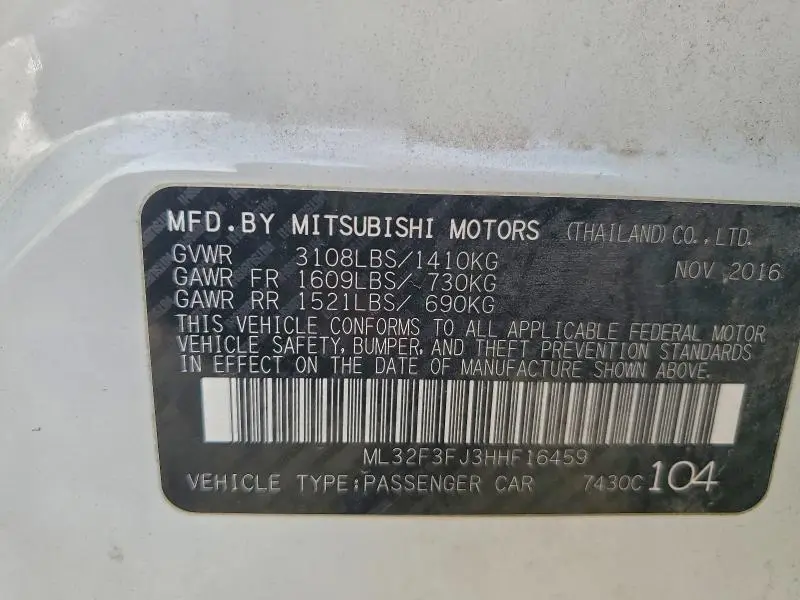 MFD.BY MITSUBISHI MOTORS (THAILAND) CO.,LTD.
GVWR 3108LBS/1410KG NOV 2016
GAWR FR 1609LBS/ 730KG
GAWR RR 1521LBS/ 690KG
THIS VEHICLE CONFORMS TO ALL APPLICABLE FEDERAL MOTOR
VEHICLE SAFETY, BUMPER, AND THEFT PREVENTION STANDARDS
IN EFFECT ON THE DATE OF MANUFACTURE SHOWN ABOVE.
ML32F3FJ3HHF16459
VEHICLE TYPE:PASSENGER CAR 7430C 104